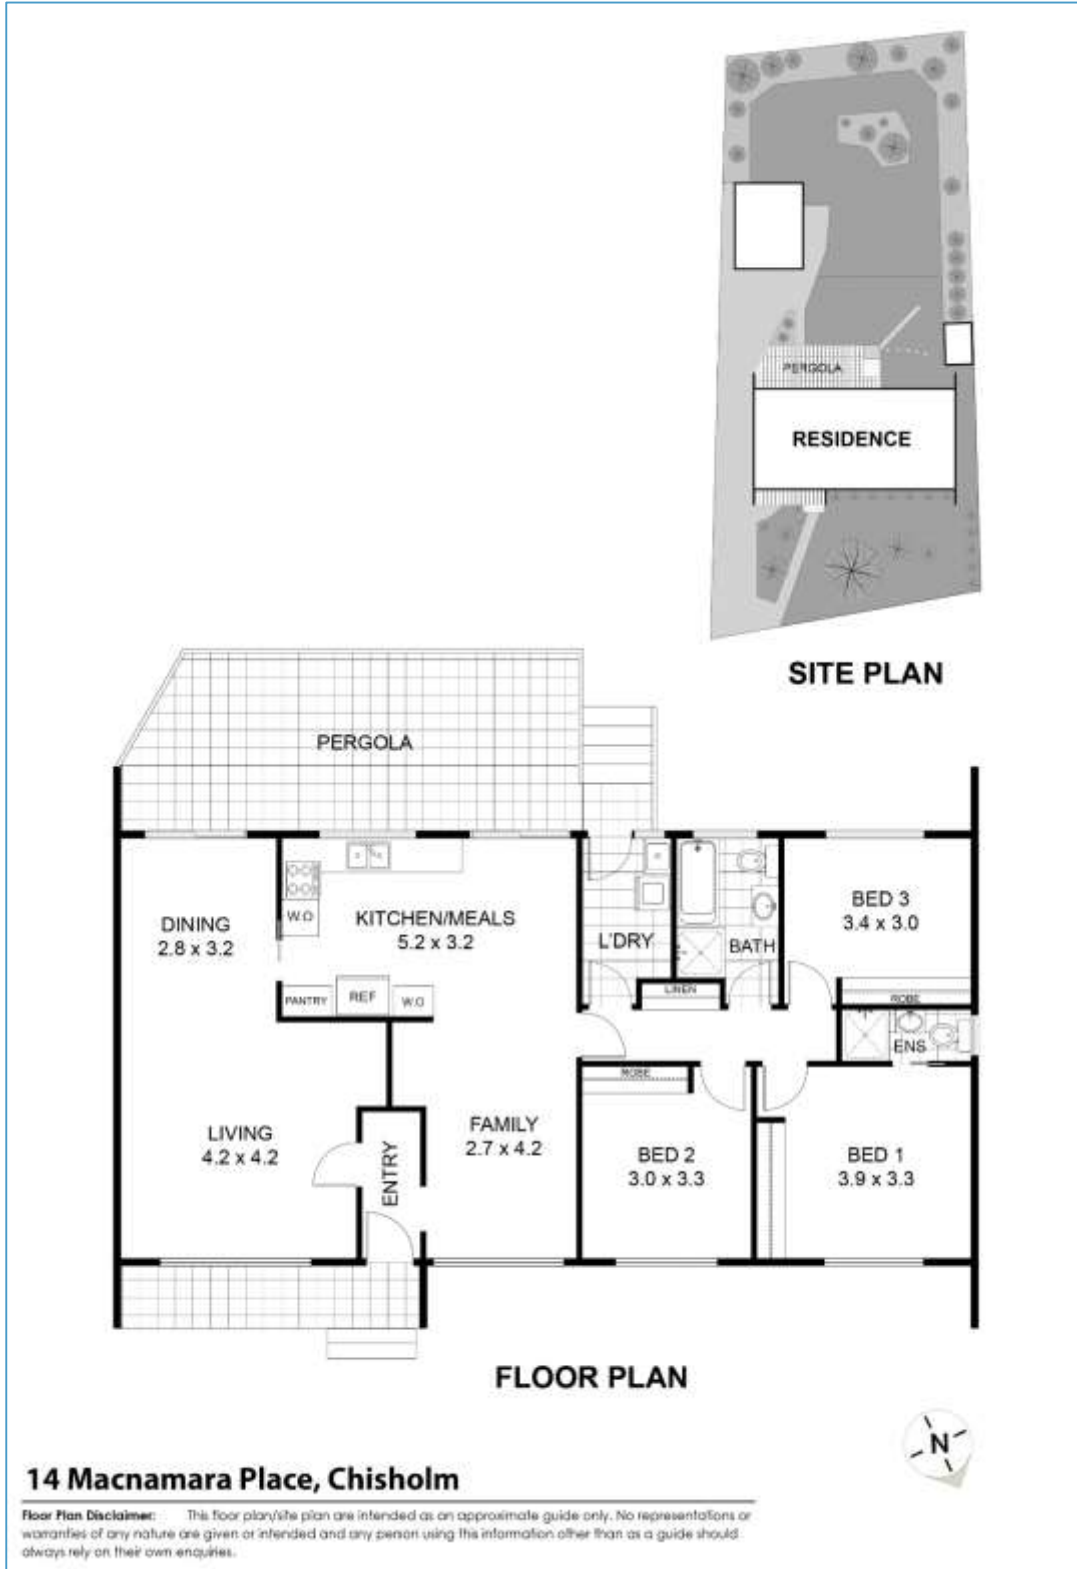 PERGOLA
RESIDENCE
SITE PLAN
PERGOLA
DINING
2.8 x 3.2
W.O
KITCHEN/MEALS
5.2 x 3.2
L'DRY
BATH
BED 3
3.4 x 3.0
PANTRY
REF
W.O
LINEN
ROBE
ENS
ROBE
LIVING
4.2 x 4.2
ENTRY
FAMILY
2.7 x 4.2
BED 2
3.0 x 3.3
BED 1
3.9 x 3.3
FLOOR PLAN
N
14 Macnamara Place, Chisholm
Floor Plan Disclaimer: This floor plan/site plan are intended as an approximate guide only. No representations or
warranties of any nature are given or intended and any person using this information other than as a guide should
always rely on their own enquiries.